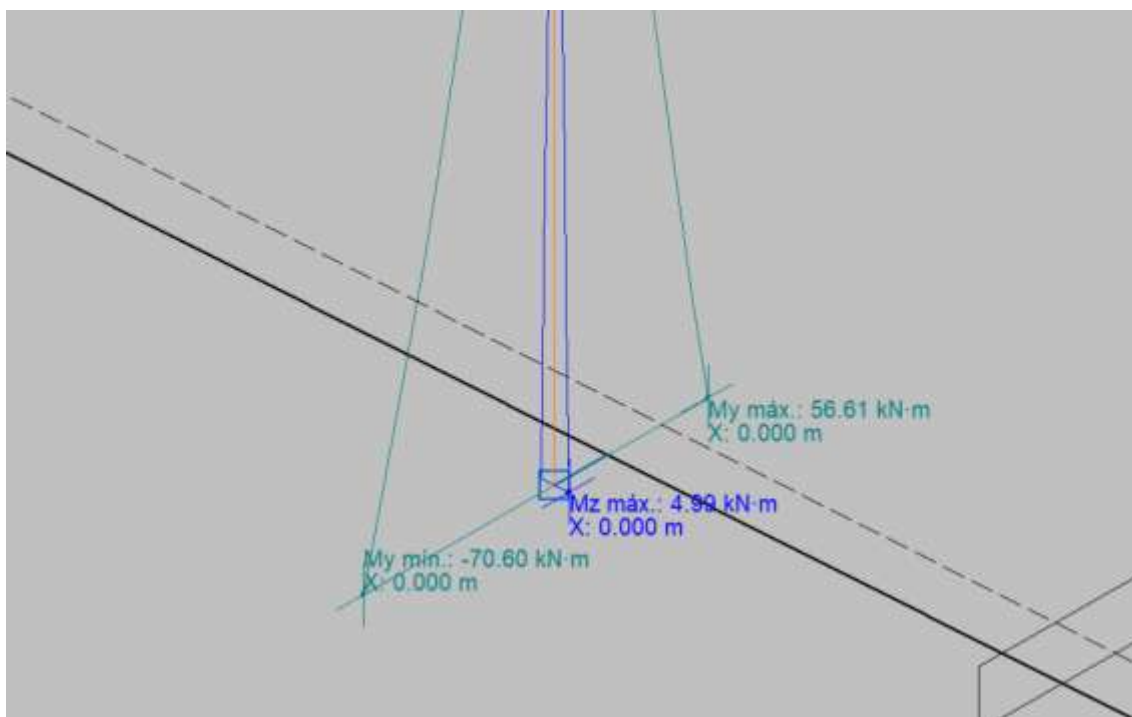 My máx.: 56.61 kN·m
X: 0.000 m
Mz máx.: 4.99 kN·m
X: 0.000 m
My mín.: -70.60 kN·m
X: 0.000 m